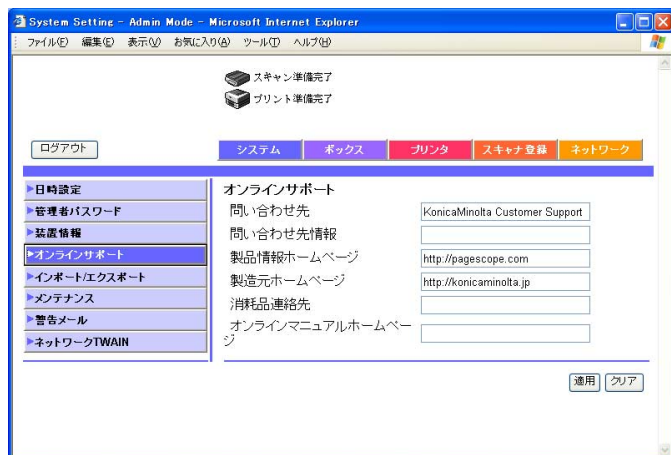 System Setting - Admin Mode - Microsoft Internet Explorer
ファイル(F) 編集(E) 表示(V) お気に入り(A) ツール(T) ヘルプ(H)
スキャン準備完了
プリント準備完了
ログアウト
システム ボックス プリンタ スキャナ登録 ネットワーク
日時設定
管理者パスワード
装置情報
オンラインサポート
インポート/エクスポート
メンテナンス
警告メール
ネットワークTWAIN
オンラインサポート
問い合わせ先 KonicaMinolta Customer Support
問い合わせ先情報
製品情報ホームページ http://pagescope.com
製造元ホームページ http://konicaminolta.jp
消耗品連絡先
オンラインマニュアルホームペー
ジ
適用 クリア